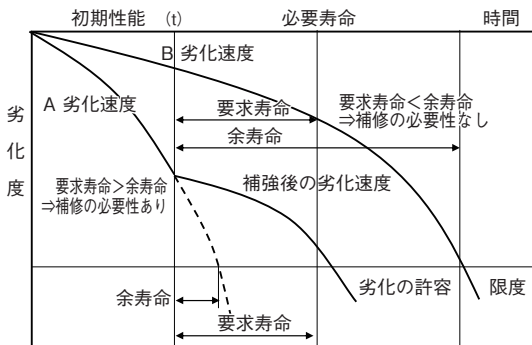 初期性能 (t) 必要寿命 時間
B 劣化速度
A 劣化速度
要求寿命
要求寿命<余寿命
⇒補修の必要性なし
余寿命
劣化度
要求寿命>余寿命
⇒補修の必要性あり
補強後の劣化速度
余寿命
劣化の許容 限度
要求寿命